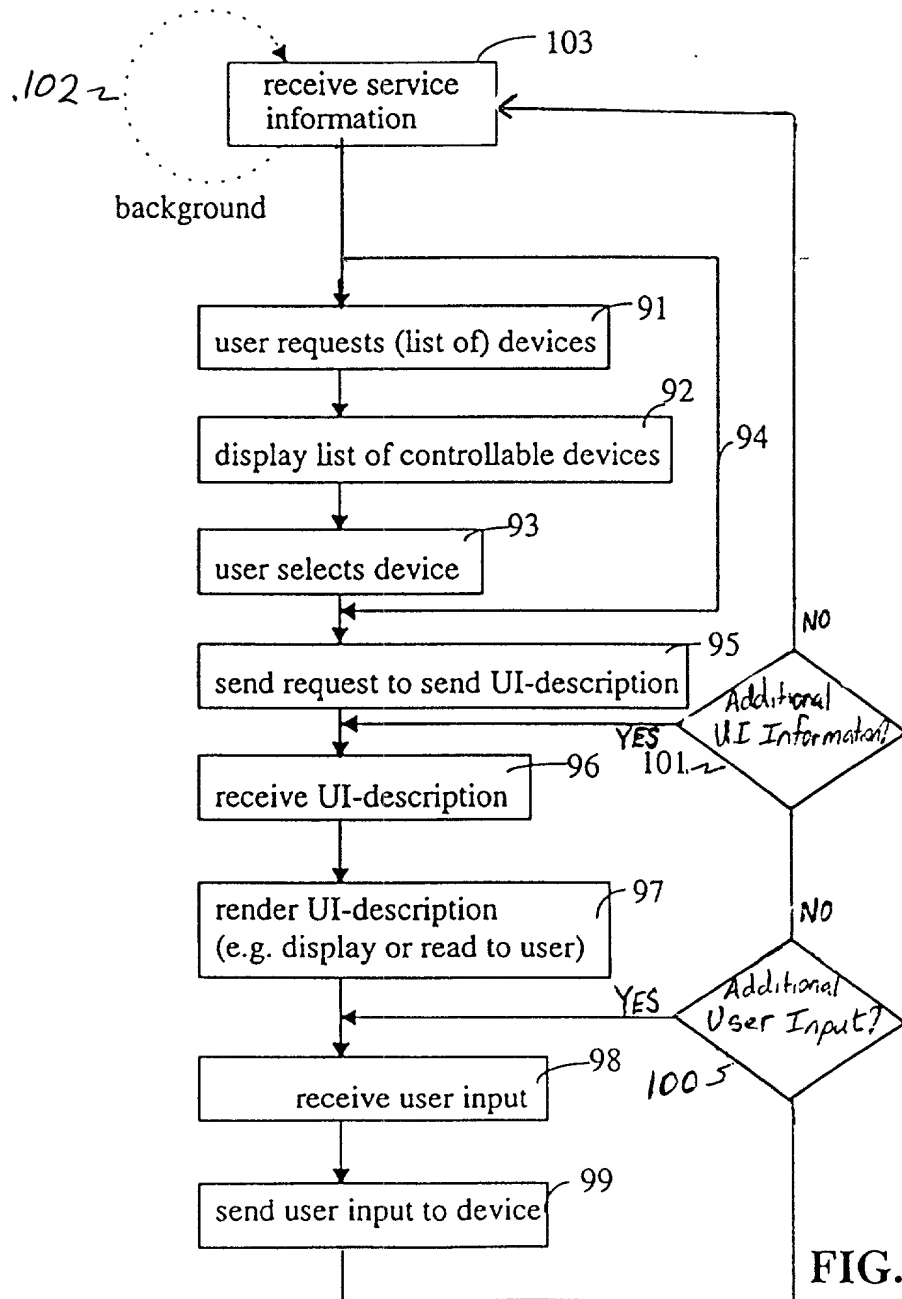 103
receive service
information
.102
background
91
user requests (list of) devices
92
display list of controllable devices
94
93
user selects device
NO
95
send request to send UI-description
Additional
UI Information?
YES
101
96
receive UI-description
97
render UI-description
(e.g. display or read to user)
NO
YES
Additional
User Input?
98
receive user input
100
99
send user input to device
FIG.